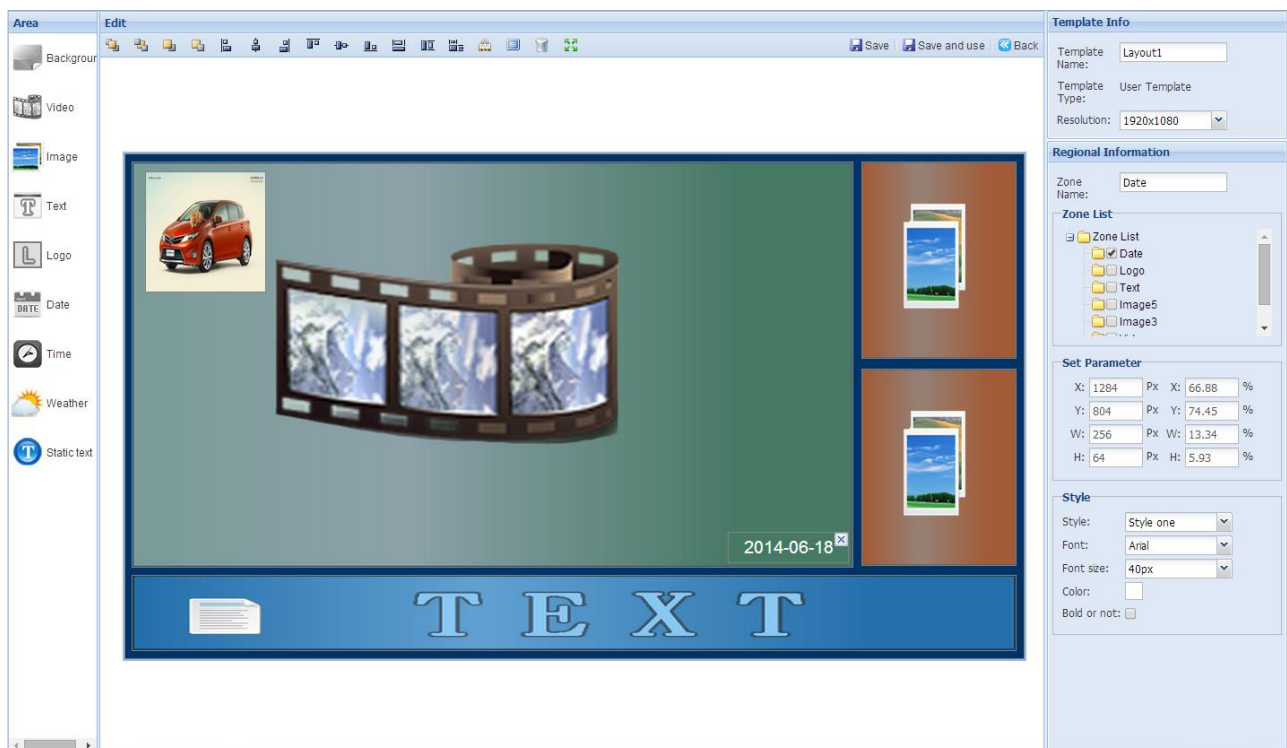 Area
Backgroun
Video
Image
Text
Logo
Date
Time
Weather
Static text
Edit
Save Save and use Back
2014-06-18
TEXT
Template Info
Template Name: Layout1
Template Type: User Template
Resolution: 1920x1080
Regional Information
Zone Name: Date
Zone List
Zone List
Date
Logo
Text
Image5
Image3
Set Parameter
X: 1284 Px X: 66.88 %
Y: 804 Px Y: 74.45 %
W: 256 Px W: 13.34 %
H: 64 Px H: 5.93 %
Style
Style: Style one
Font: Arial
Font size: 40px
Color:
Bold or not: